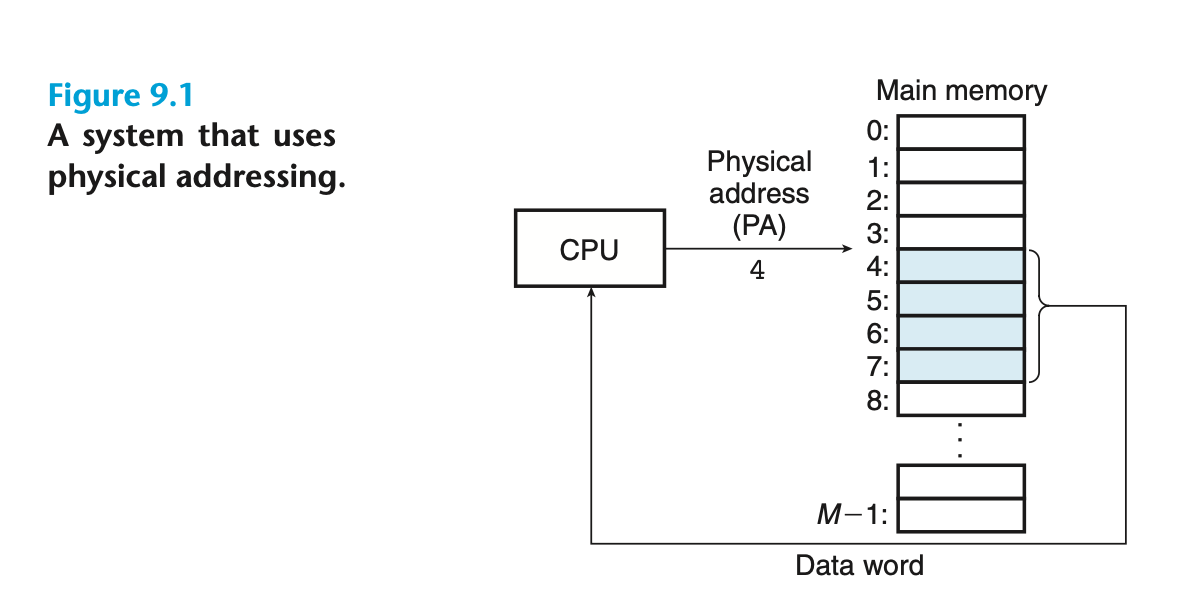 Figure 9.1
A system that uses
physical addressing.
Main memory
0:
1:
2:
3:
4:
5:
6:
7:
8:
M−1:
Physical
address
(PA)
4
CPU
Data word